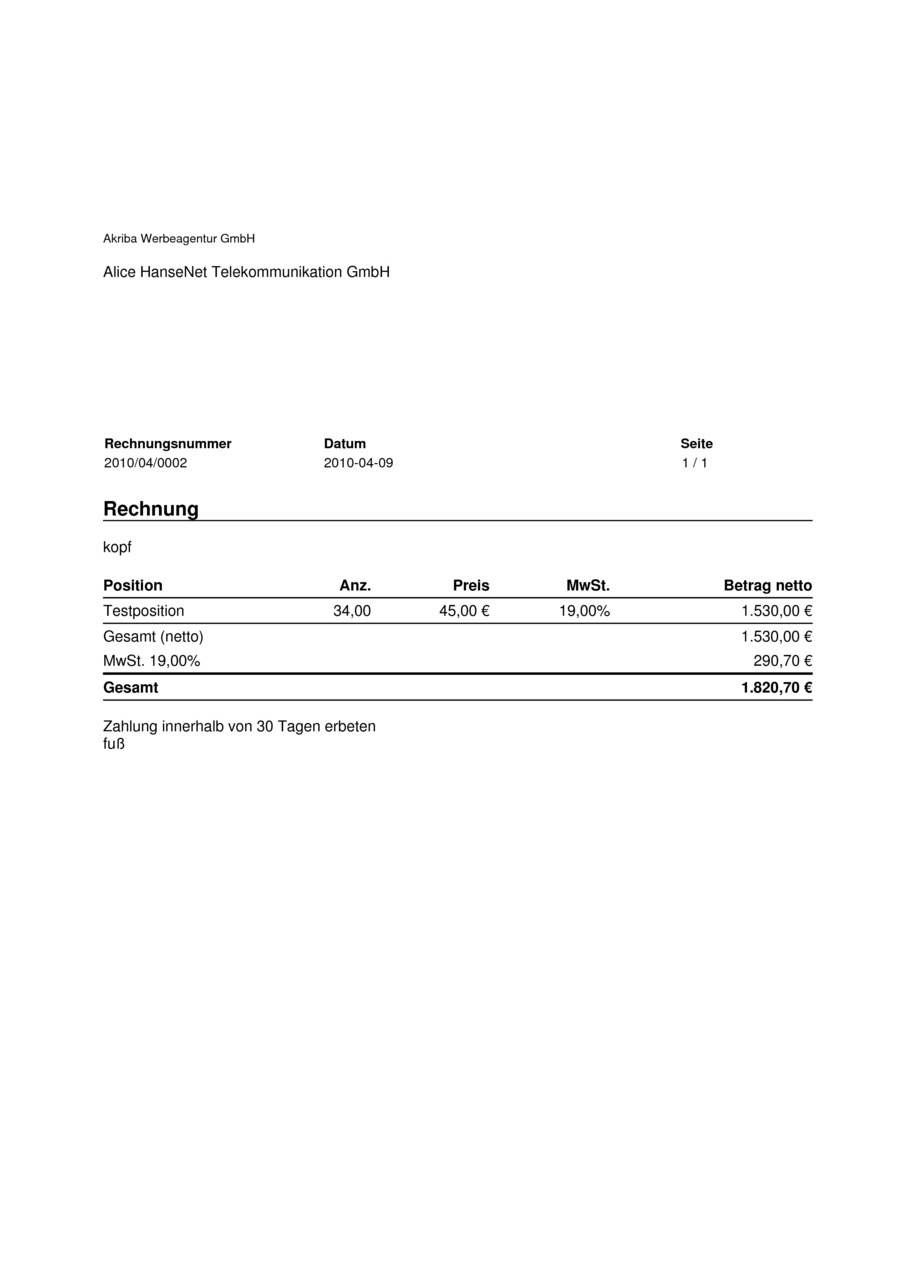 Akriba Werbeagentur GmbH
Alice HanseNet Telekommunikation GmbH
Rechnungsnummer Datum Seite
2010/04/0002 2010-04-09 1 / 1
Rechnung
kopf
Position Anz. Preis MwSt. Betrag netto
Testposition 34,00 45,00 € 19,00% 1.530,00 €
Gesamt (netto) 1.530,00 €
MwSt. 19,00% 290,70 €
Gesamt 1.820,70 €
Zahlung innerhalb von 30 Tagen erbeten
fuß